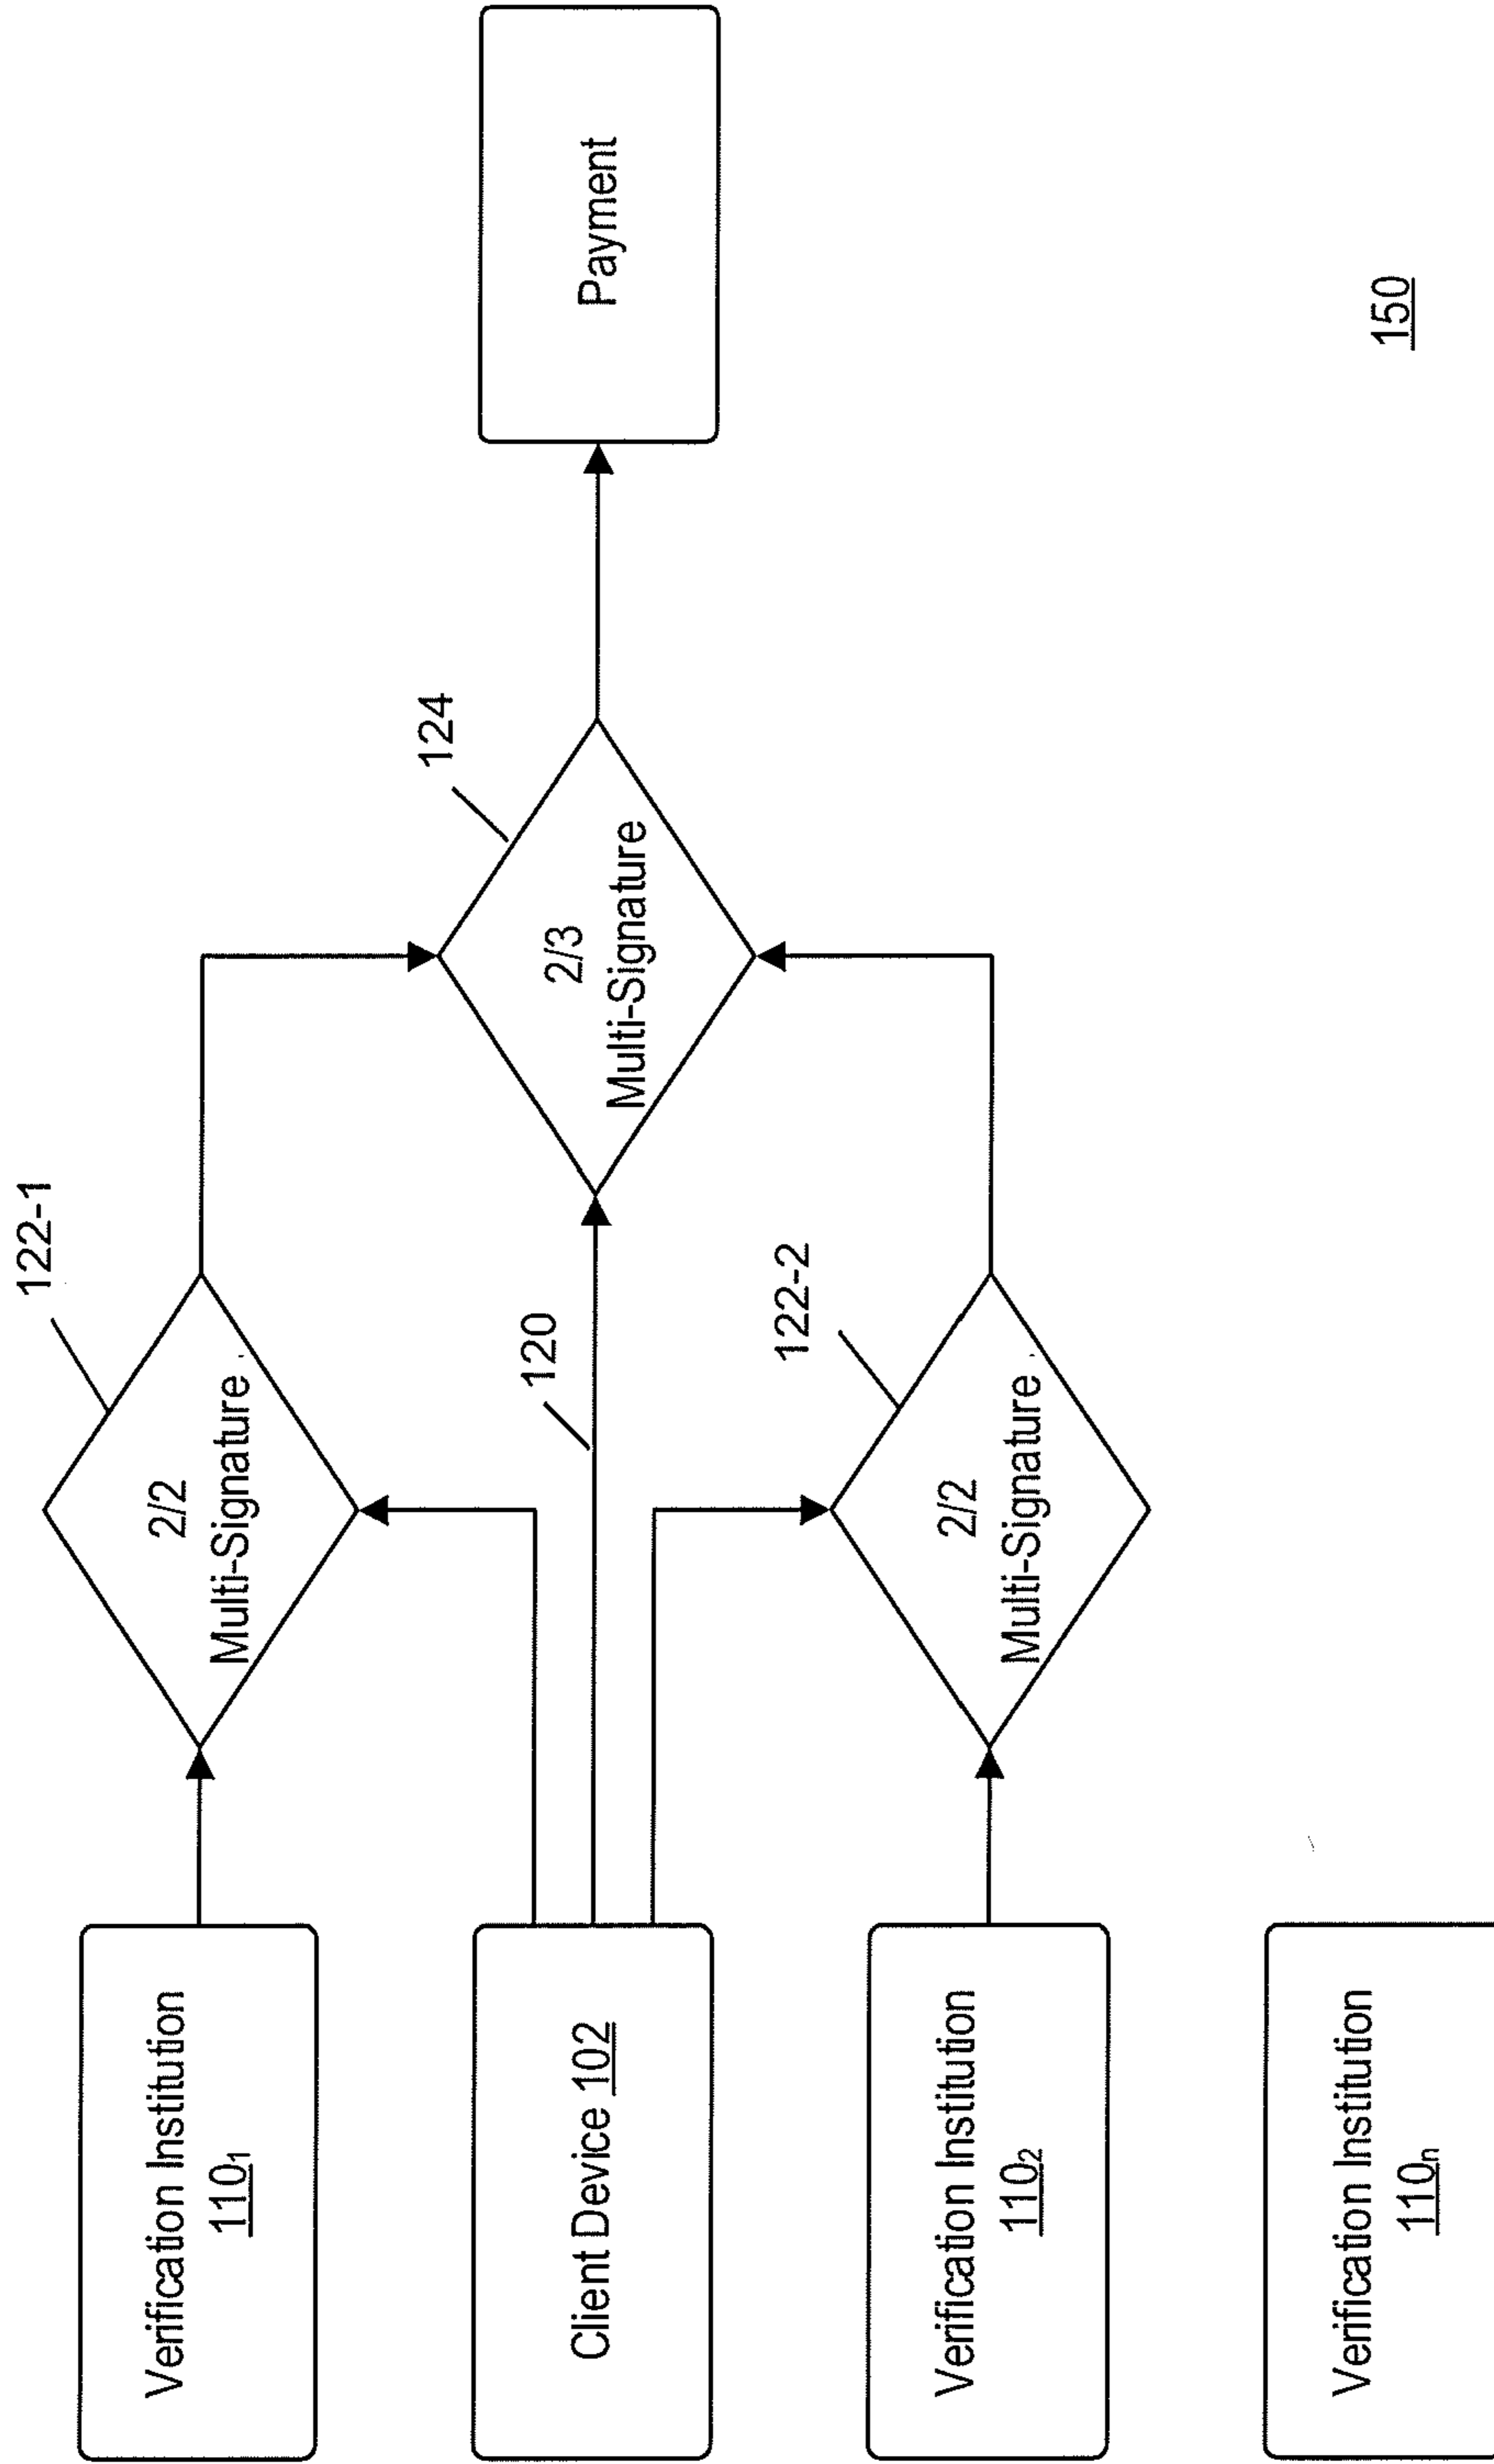 122-1
2/2
Multi-Signature
Verification Institution
110₁
124
2/3
Multi-Signature
Payment
120
Client Device 102
122-2
2/2
Multi-Signature
Verification Institution
110₂
Verification Institution
110ₙ
150